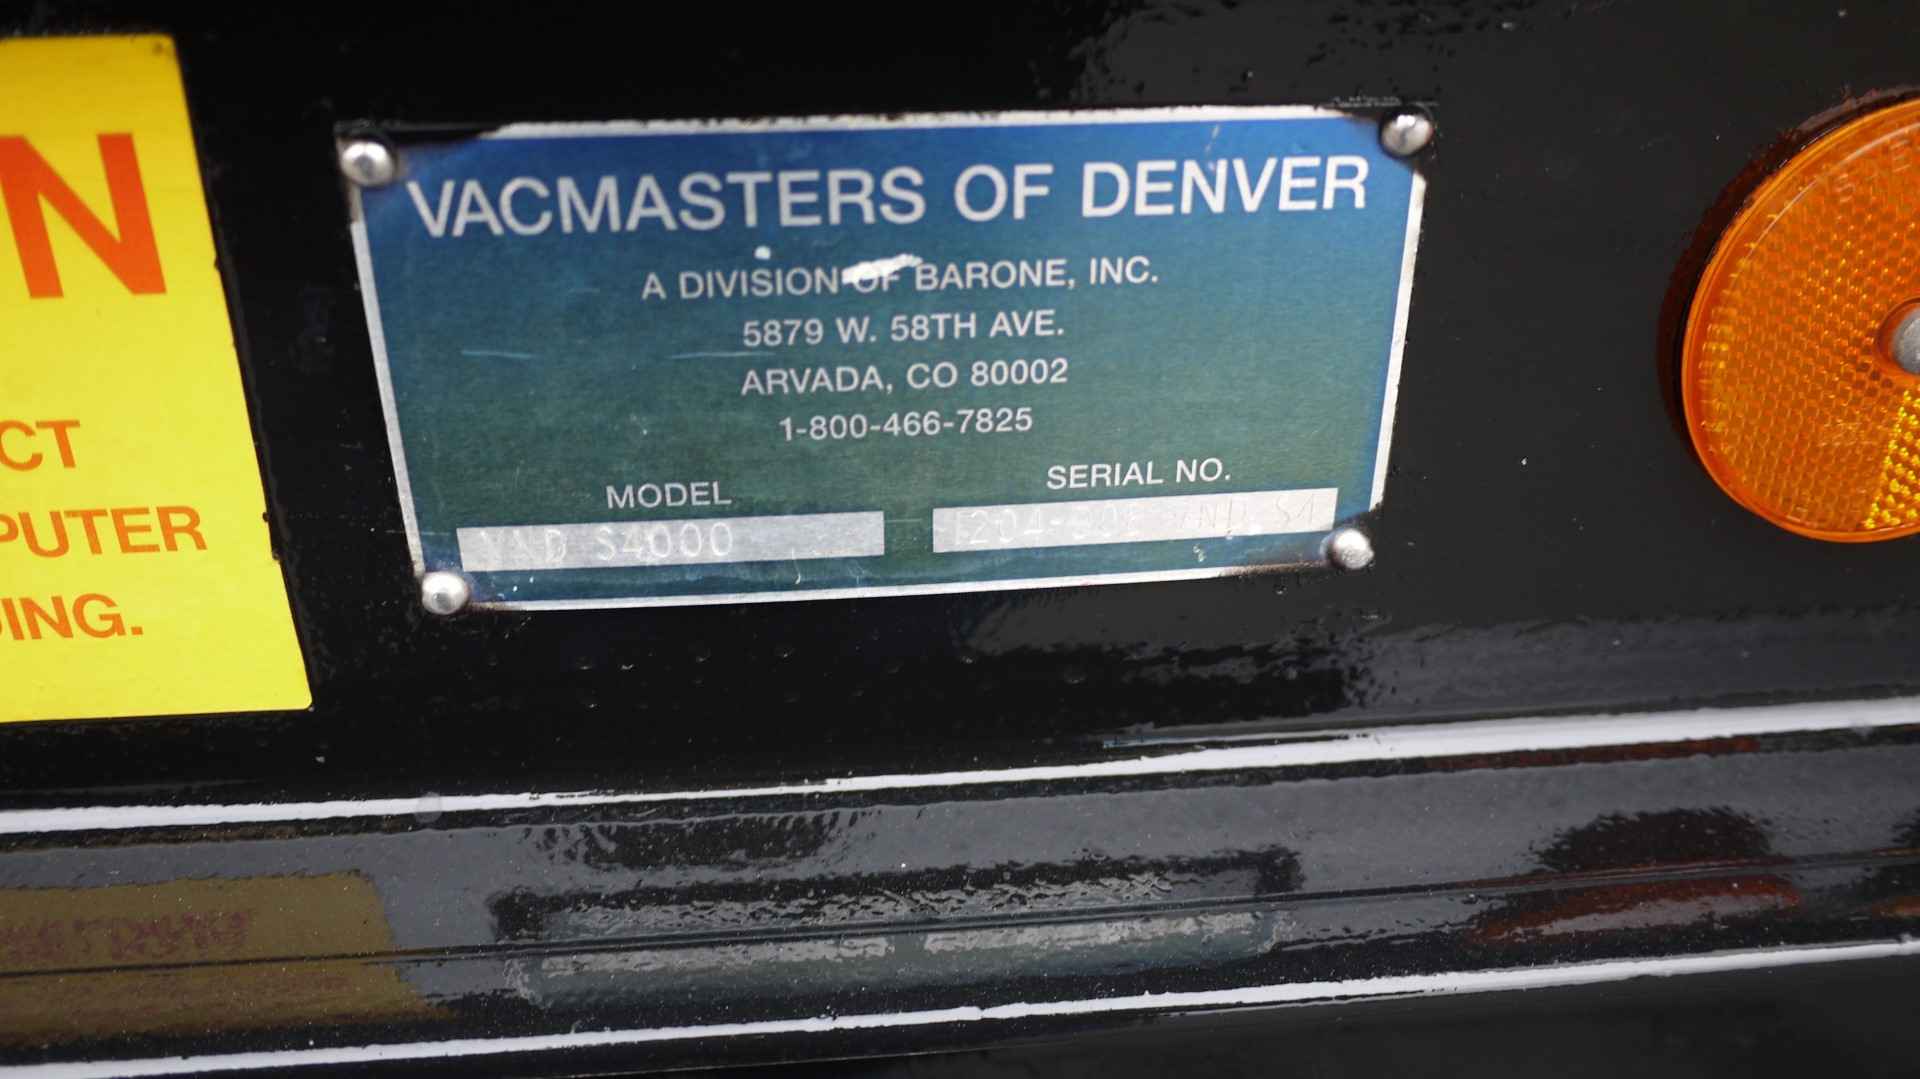 VACMASTERS OF DENVER
A DIVISION OF BARONE, INC.
5879 W. 58TH AVE.
ARVADA, CO 80002
1-800-466-7825
MODEL
S4000
SERIAL NO.
N
CT
PUTER
ING.